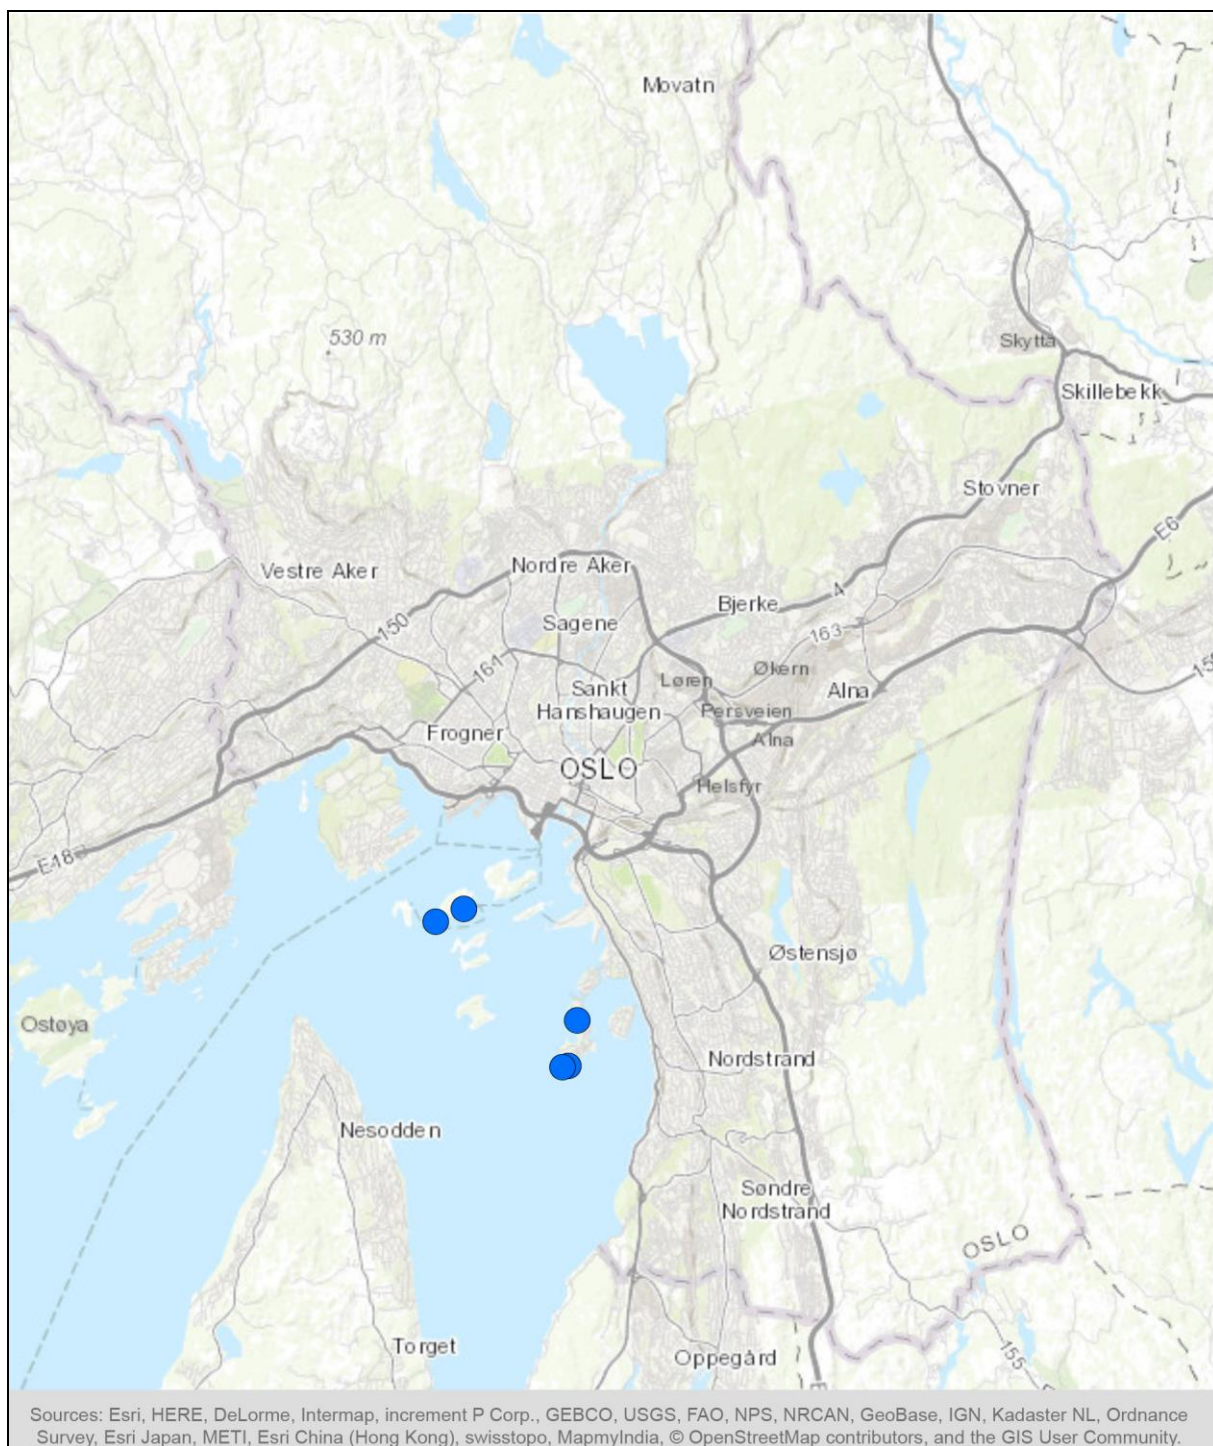 Movatn
530 m
Skytta
Skillebekk
Stovner
E6
Vestre Aker
Nordre Aker
Bjerke
4
150
Sagene
163
161
Økern
Løren
Sankt
Hanshaugen
Alna
Persveien
Frogner
Alna
OSLO
Helsfyr
E18
Østensjø
Ostøya
Nordstrand
Nesodden
Søndre
Nordstrand
OSLO
Torget
Oppegård
155
Sources: Esri, HERE, DeLorme, Intermap, increment P Corp., GEBCO, USGS, FAO, NPS, NRCAN, GeoBase, IGN, Kadaster NL, Ordnance
Survey, Esri Japan, METI, Esri China (Hong Kong), swisstopo, MapmyIndia, © OpenStreetMap contributors, and the GIS User Community.